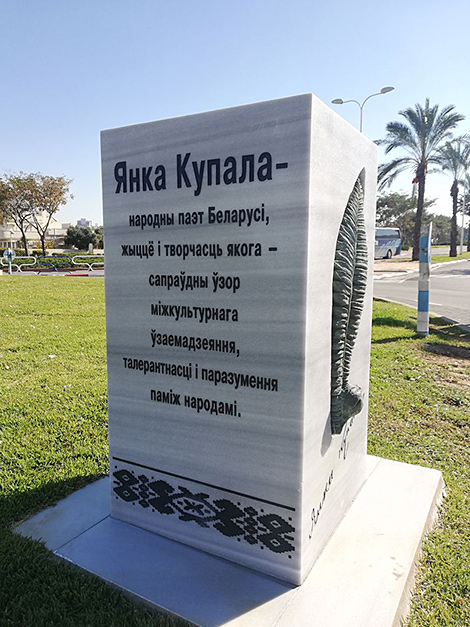 Янка Купала-
народны паэт Беларусі,
жыццё і творчасць якога –
сапраўдны ўзор
міжкультурнага
ўзаемадзеяння,
талерантнасці і паразумення
паміж народамі.